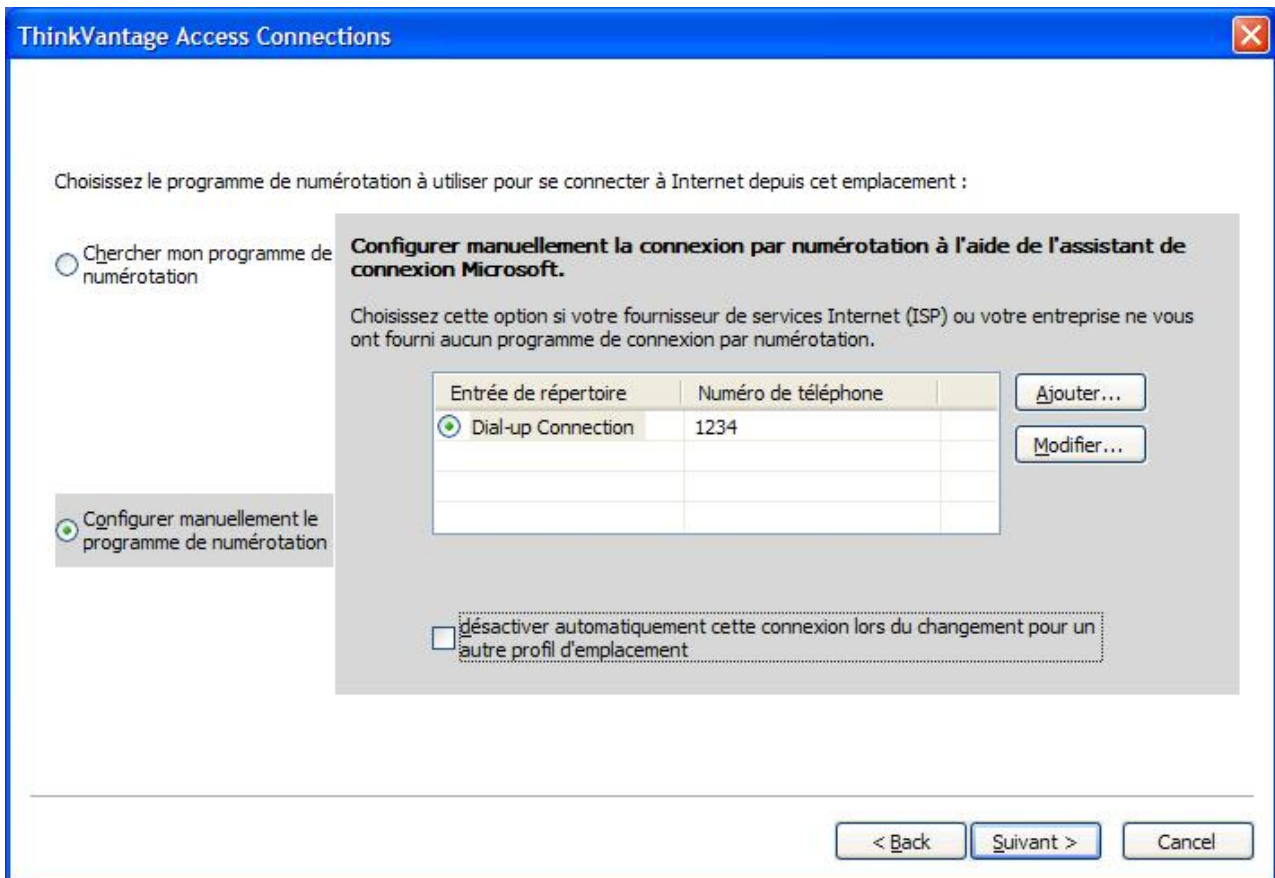 ThinkVantage Access Connections
Choisissez le programme de numérotation à utiliser pour se connecter à Internet depuis cet emplacement :
Chercher mon programme de
numérotation
Configurer manuellement la connexion par numérotation à l'aide de l'assistant de
connexion Microsoft.
Choisissez cette option si votre fournisseur de services Internet (ISP) ou votre entreprise ne vous
ont fourni aucun programme de connexion par numérotation.
Entrée de répertoire Numéro de téléphone
Dial-up Connection 1234
Ajouter...
Modifier...
Configurer manuellement le
programme de numérotation
désactiver automatiquement cette connexion lors du changement pour un
autre profil d'emplacement
< Back Suivant > Cancel